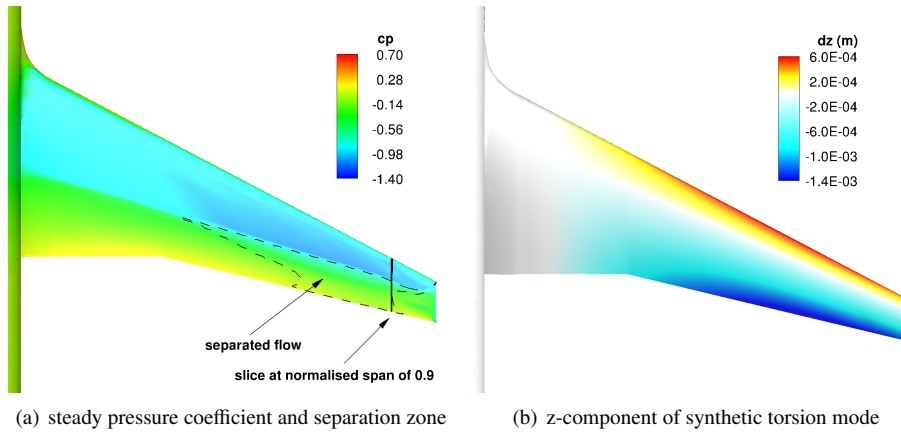 cp
0.70
0.28
-0.14
-0.56
-0.98
-1.40
separated flow
slice at normalised span of 0.9
(a) steady pressure coefficient and separation zone
dz (m)
6.0E-04
2.0E-04
-2.0E-04
-6.0E-04
-1.0E-03
-1.4E-03
(b) z-component of synthetic torsion mode